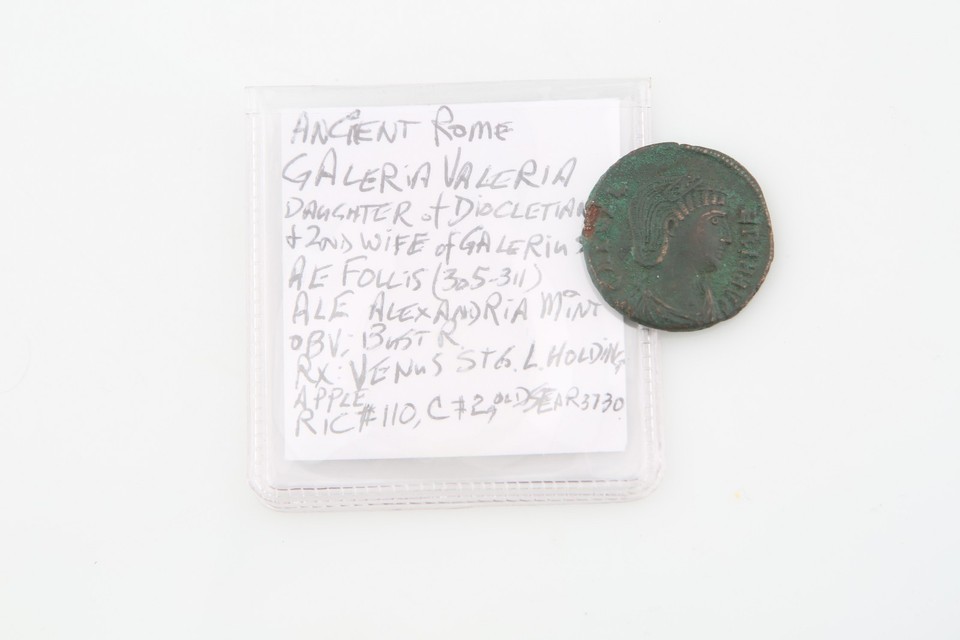 ANCIENT ROME
GALERIA VALERIA
DAUGHTER of DIOCLETIAN
+ 2ND WIFE of GALERIUS
AE FOLLIS (305-311)
ALE ALEXANDRIA MINT
OBV; BUST R
RX: VENUS STG. L. HOLDING
APPLE
RIC #110, C #2, OLD SEAR 3730